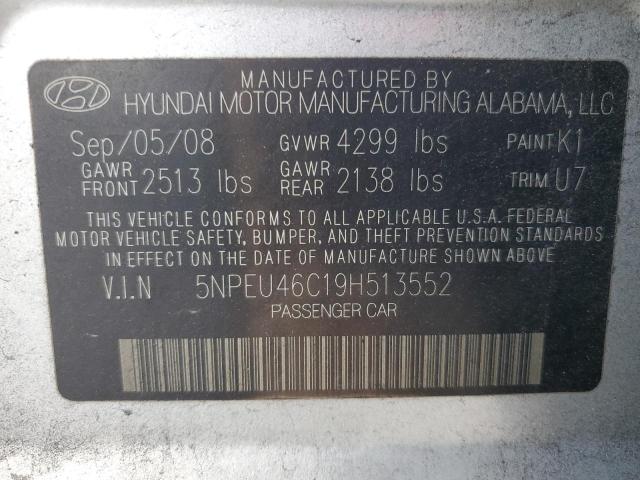 MANUFACTURED BY
HYUNDAI MOTOR MANUFACTURING ALABAMA, LLC
Sep/05/08 GVWR 4299 lbs PAINT K1
GAWR FRONT 2513 lbs GAWR REAR 2138 lbs TRIM U7
THIS VEHICLE CONFORMS TO ALL APPLICABLE U.S.A. FEDERAL
MOTOR VEHICLE SAFETY, BUMPER, AND THEFT PREVENTION STANDARDS
IN EFFECT ON THE DATE OF MANUFACTURE SHOWN ABOVE.
V.I.N 5NPEU46C19H513552
PASSENGER CAR